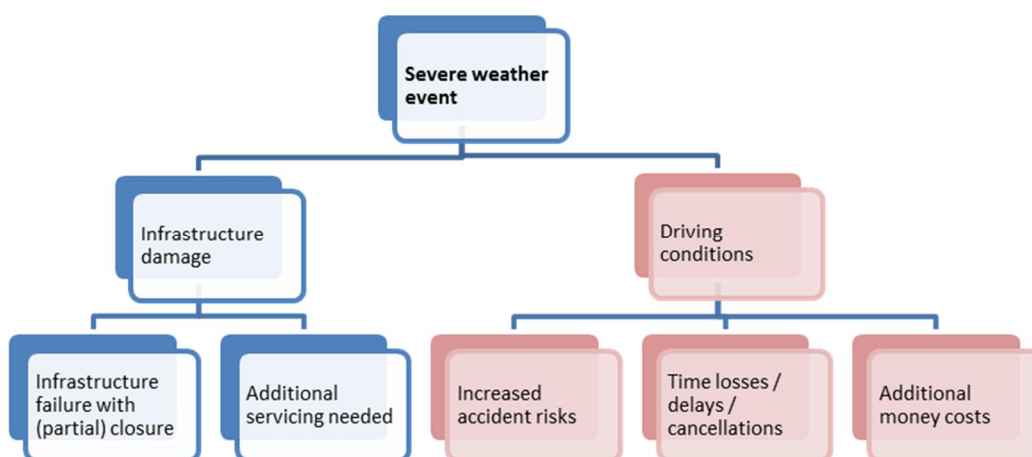 Severe weather
event
Infrastructure
damage
Driving
conditions
Infrastructure
failure with
(partial) closure
Additional
servicing needed
Increased
accident risks
Time losses /
delays /
cancellations
Additional
money costs